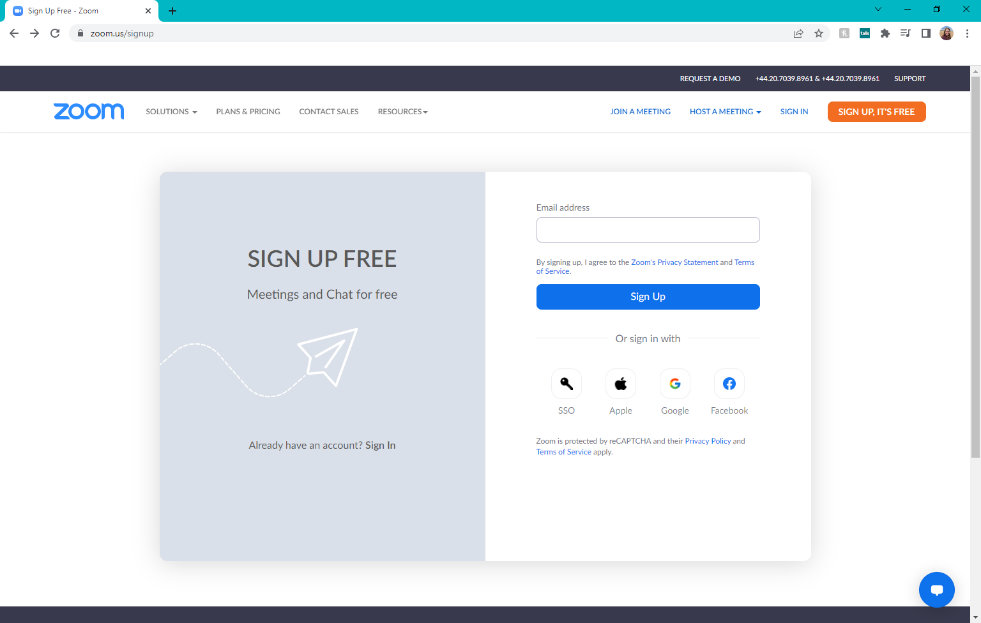 Sign Up Free - Zoom
zoom.us/signup
REQUEST A DEMO +44.20.7039.8961 & +44.20.7039.8961 SUPPORT
zoom SOLUTIONS PLANS & PRICING CONTACT SALES RESOURCES JOIN A MEETING HOST A MEETING SIGN IN SIGN UP, IT'S FREE
SIGN UP FREE
Meetings and Chat for free
Already have an account? Sign In
Email address
By signing up, I agree to the Zoom's Privacy Statement and Terms
of Service.
Sign Up
Or sign in with
SSO Apple Google Facebook
Zoom is protected by reCAPTCHA and their Privacy Policy and
Terms of Service apply.